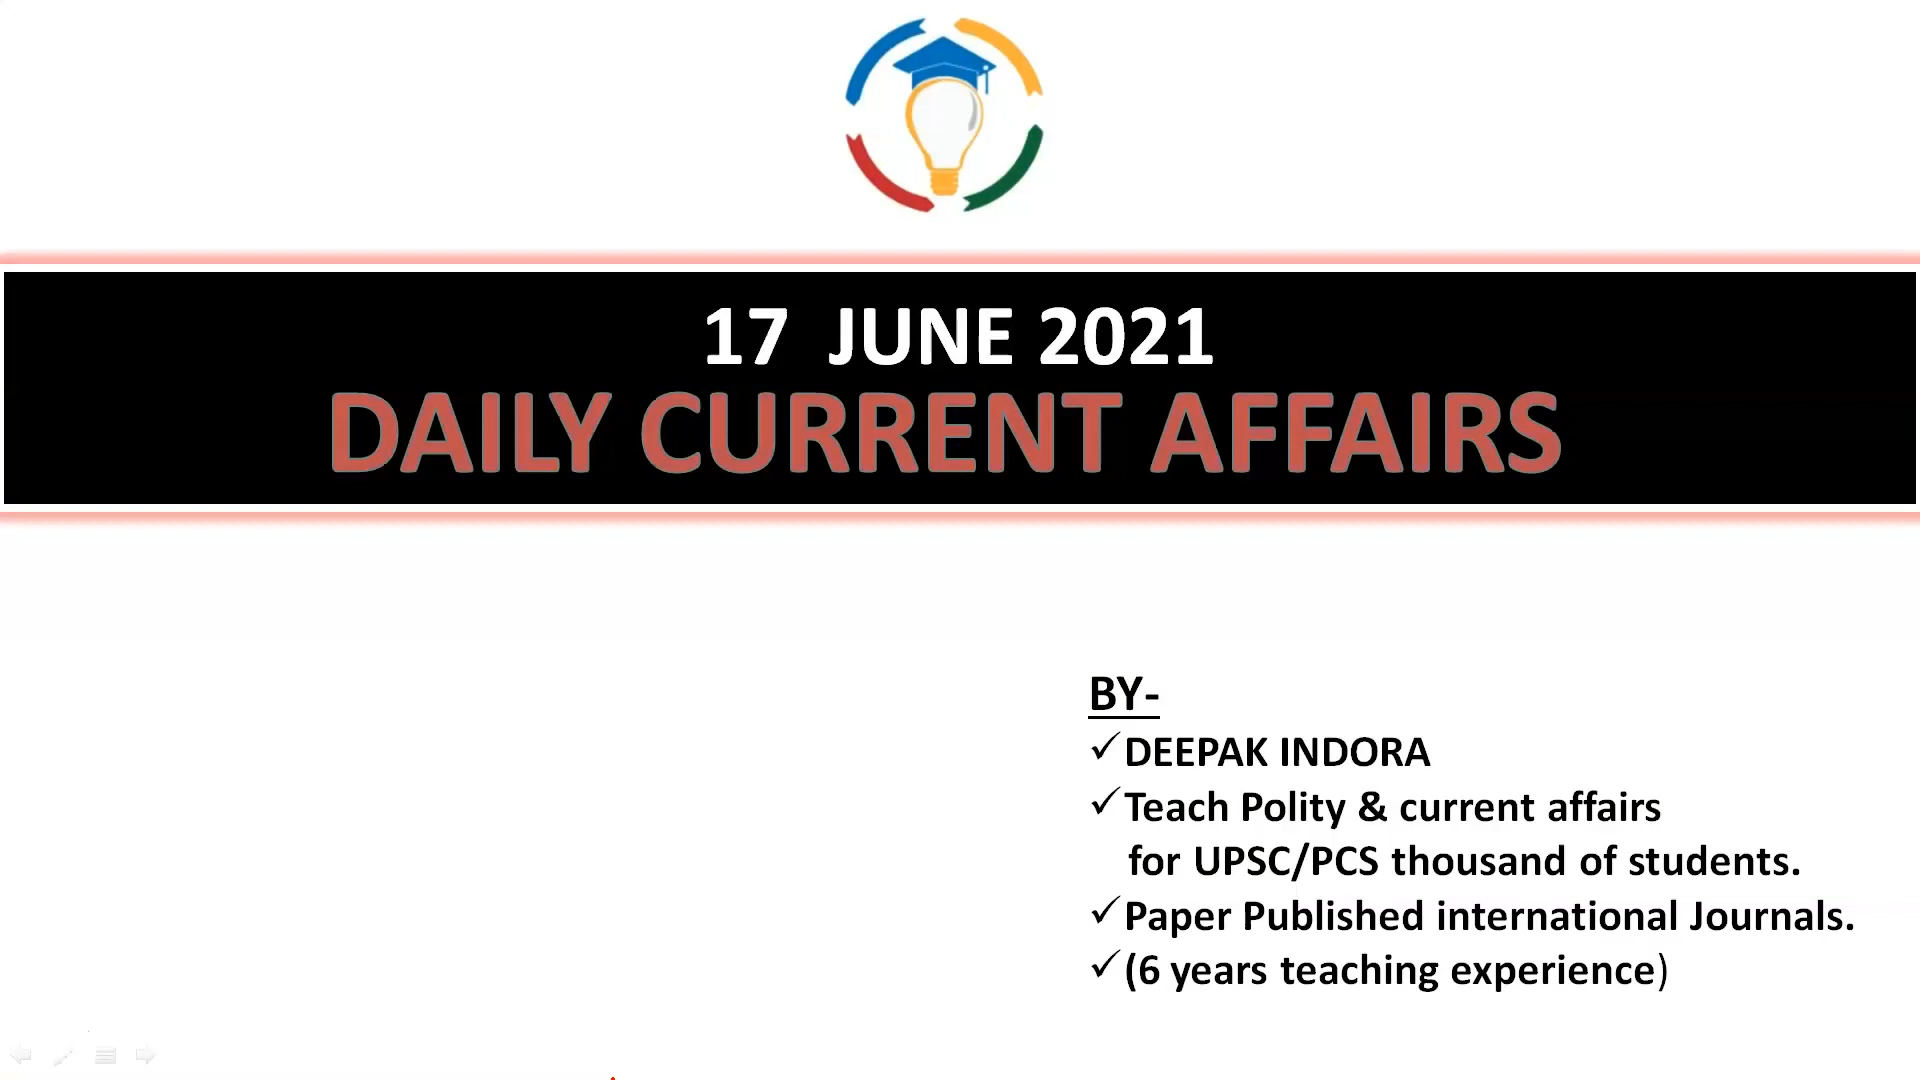 17 JUNE 2021
DAILY CURRENT AFFAIRS
BY-
✓DEEPAK INDORA
✓Teach Polity & current affairs
for UPSC/PCS thousand of students.
✓Paper Published international Journals.
✓(6 years teaching experience)